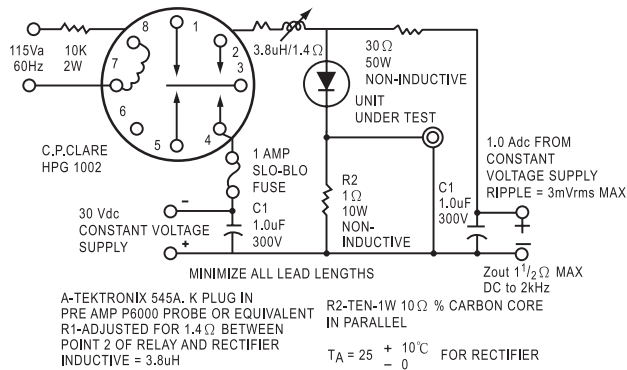 115Va
60Hz
10K
2W
8
1
7
2
3
6
5
4
3.8uH/1.4Ω
30Ω
50W
NON-INDUCTIVE
UNIT
UNDER TEST
C.P.CLARE
HPG 1002
1 AMP
SLO-BLO
FUSE
R2
1Ω
10W
NON-
INDUCTIVE
C1
1.0uF
300V
1.0 Adc FROM
CONSTANT
VOLTAGE SUPPLY
RIPPLE = 3mVrms MAX
+
−
30 Vdc
CONSTANT VOLTAGE
SUPPLY
−
+
C1
1.0uF
300V
MINIMIZE ALL LEAD LENGTHS
Zout 1 1/2 Ω MAX
DC to 2kHz
A-TEKTRONIX 545A. K PLUG IN
PRE AMP P6000 PROBE OR EQUIVALENT
R1-ADJUSTED FOR 1.4Ω BETWEEN
POINT 2 OF RELAY AND RECTIFIER
INDUCTIVE = 3.8uH
R2-TEN-1W 10Ω % CARBON CORE
IN PARALLEL
TA = 25 + 10℃ − 0 FOR RECTIFIER